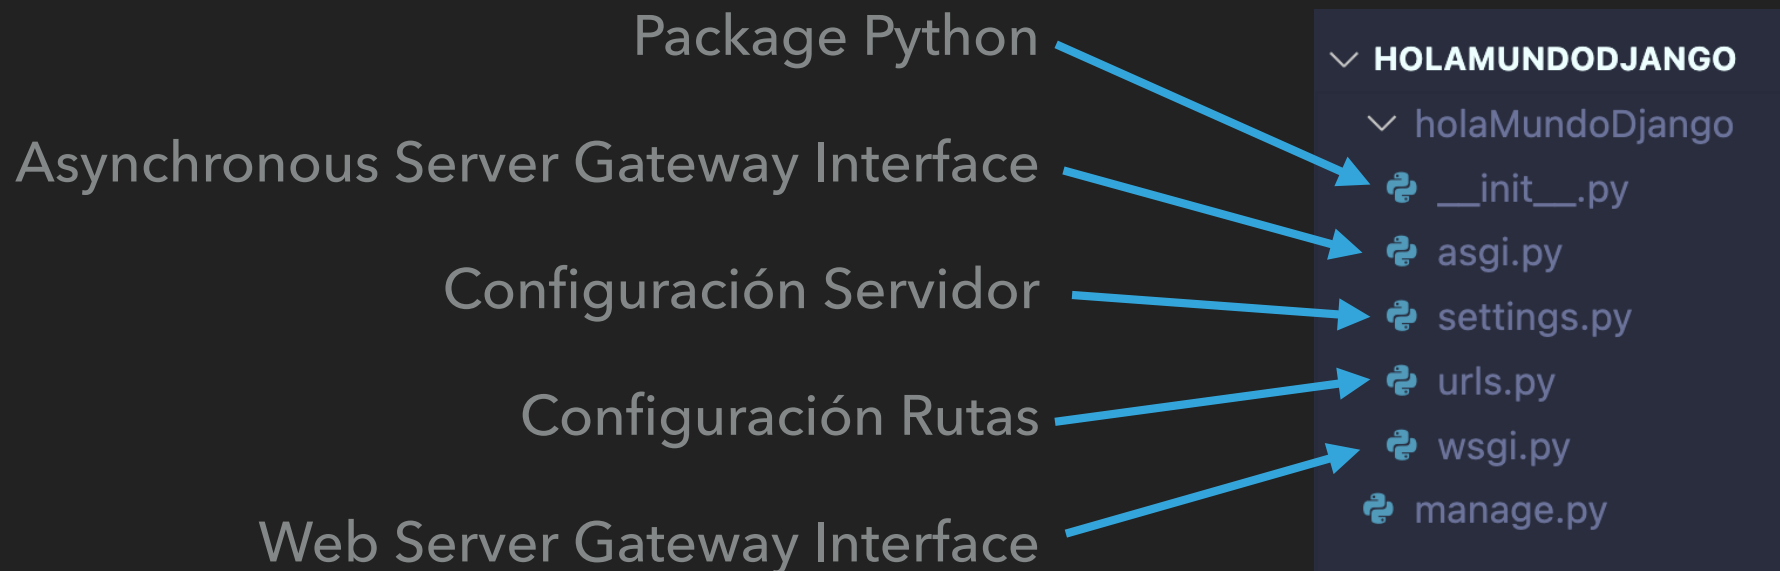 Package Python
Asynchronous Server Gateway Interface
Configuración Servidor
Configuración Rutas
Web Server Gateway Interface
HOLAMUNDODJANGO
holaMundoDjango
__init__.py
asgi.py
settings.py
urls.py
wsgi.py
manage.py